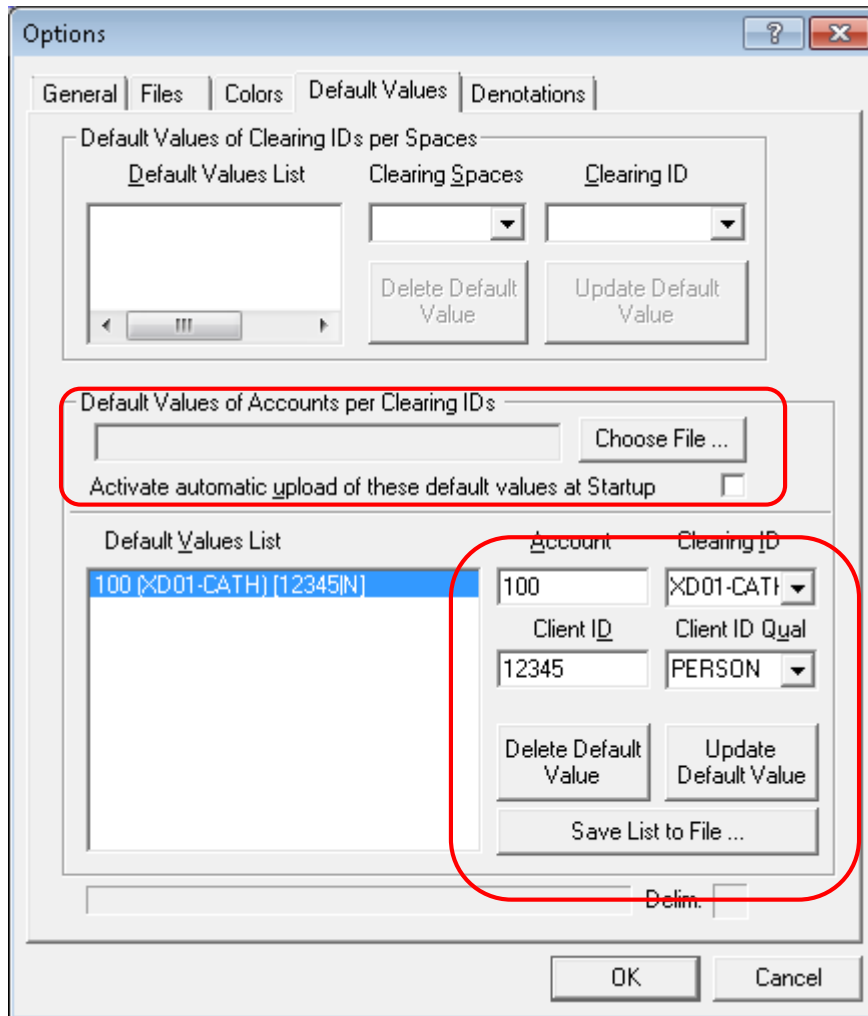 Options
General Files Colors Default Values Denotations
Default Values of Clearing IDs per Spaces
Default Values List Clearing Spaces Clearing ID
Delete Default Value Update Default Value
Default Values of Accounts per Clearing IDs
Choose File ...
Activate automatic upload of these default values at Startup
Default Values List Account Clearing ID
100 (XD01-CATH) [12345|N] 100 XD01-CATH
Client ID Client ID Qual
12345 PERSON
Delete Default Value Update Default Value
Save List to File ...
Delim.
OK Cancel